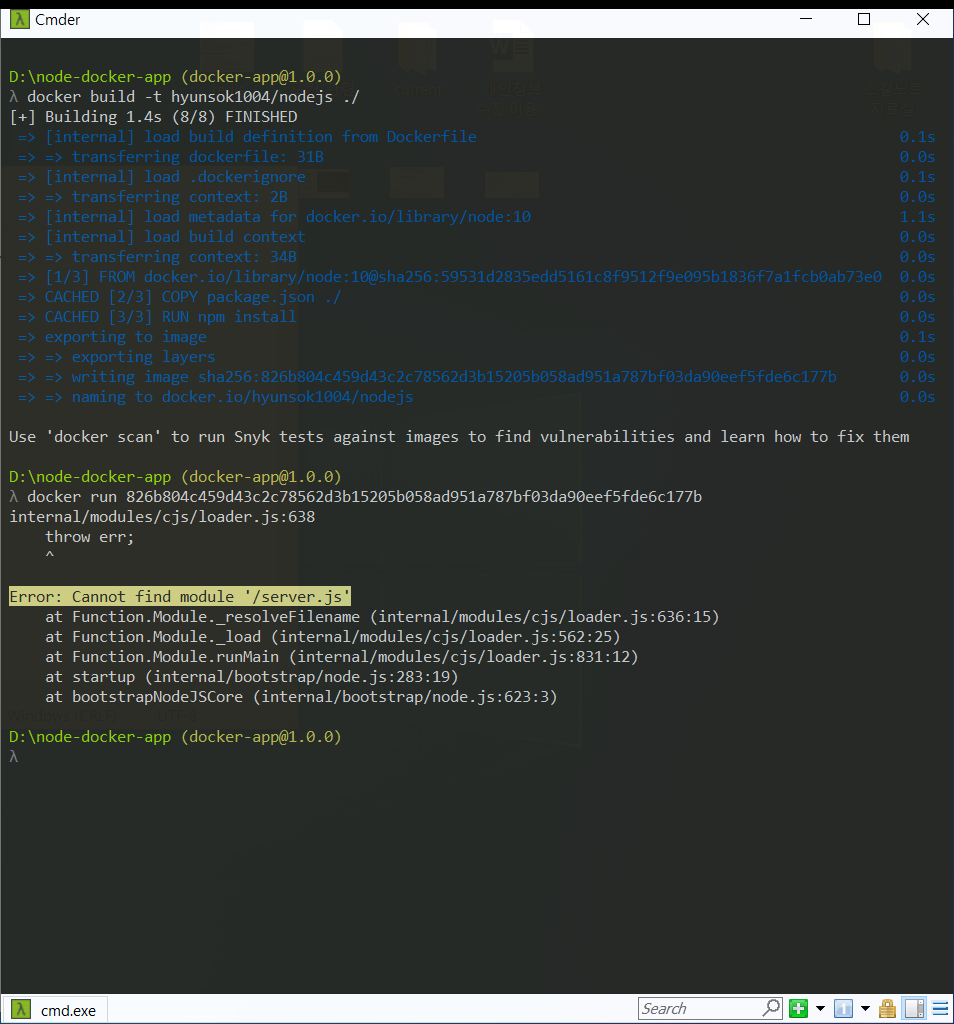 Cmder
D:\node-docker-app (docker-app@1.0.0)
λ docker build -t hyunsok1004/nodejs ./
[+] Building 1.4s (8/8) FINISHED
=> [internal] load build definition from Dockerfile 0.1s
=> => transferring dockerfile: 31B 0.0s
=> [internal] load .dockerignore 0.1s
=> => transferring context: 2B 0.0s
=> [internal] load metadata for docker.io/library/node:10 1.1s
=> [internal] load build context 0.0s
=> => transferring context: 34B 0.0s
=> [1/3] FROM docker.io/library/node:10@sha256:59531d2835edd5161c8f9512f9e095b1836f7a1fcb0ab73e0 0.0s
=> CACHED [2/3] COPY package.json ./ 0.0s
=> CACHED [3/3] RUN npm install 0.0s
=> exporting to image 0.1s
=> => exporting layers 0.0s
=> => writing image sha256:826b804c459d43c2c78562d3b15205b058ad951a787bf03da90eef5fde6c177b 0.0s
=> => naming to docker.io/hyunsok1004/nodejs 0.0s
Use 'docker scan' to run Snyk tests against images to find vulnerabilities and learn how to fix them
D:\node-docker-app (docker-app@1.0.0)
λ docker run 826b804c459d43c2c78562d3b15205b058ad951a787bf03da90eef5fde6c177b
internal/modules/cjs/loader.js:638
throw err;
^
Error: Cannot find module '/server.js'
at Function.Module._resolveFilename (internal/modules/cjs/loader.js:636:15)
at Function.Module._load (internal/modules/cjs/loader.js:562:25)
at Function.Module.runMain (internal/modules/cjs/loader.js:831:12)
at startup (internal/bootstrap/node.js:283:19)
at bootstrapNodeJSCore (internal/bootstrap/node.js:623:3)
D:\node-docker-app (docker-app@1.0.0)
λ
cmd.exe
Search